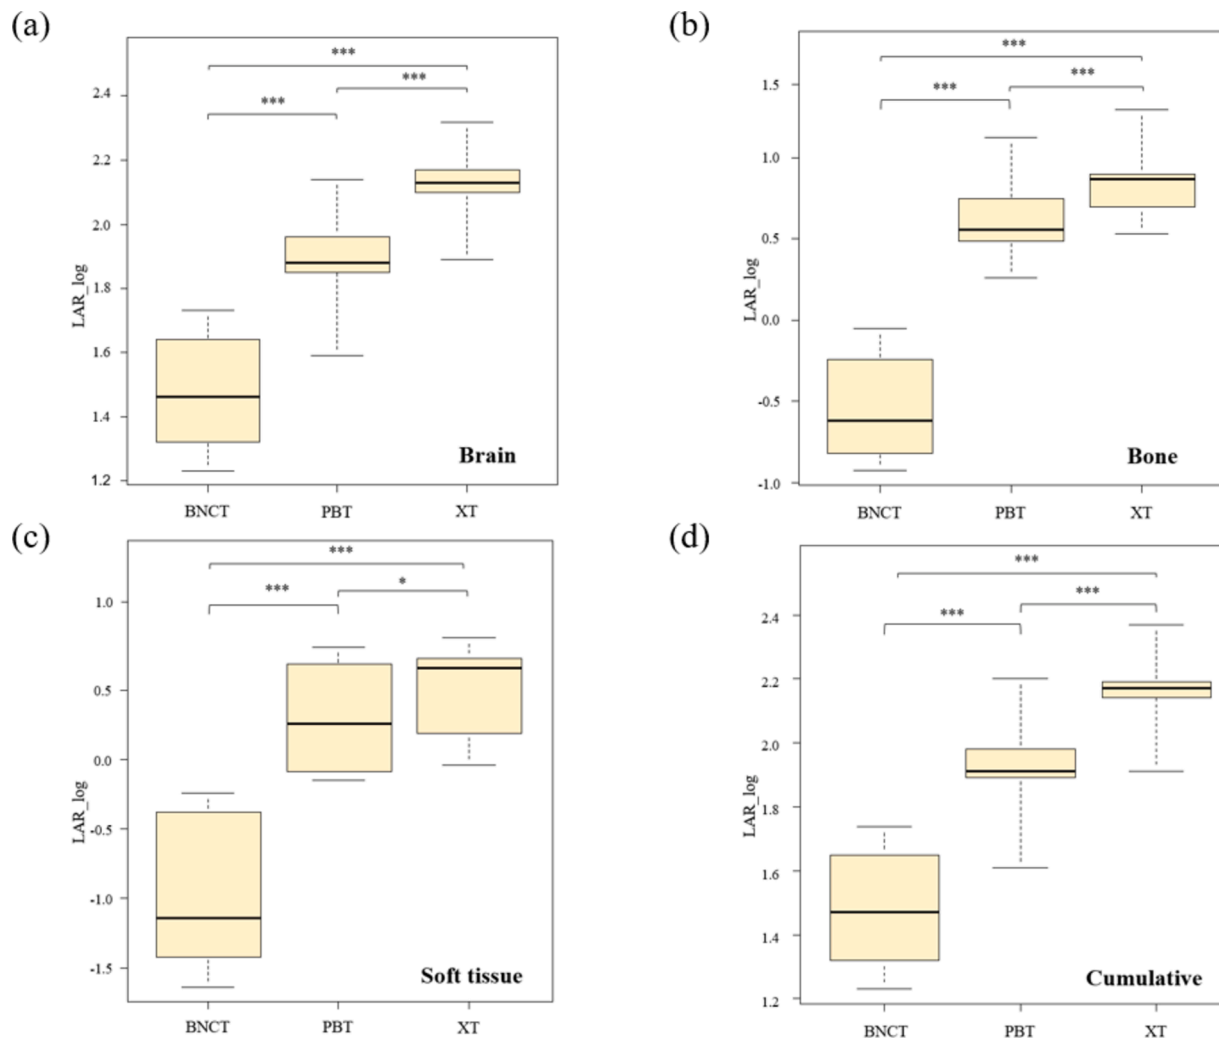 (a)
***
***
***
2.4
2.2
2.0
1.8
1.6
1.4
1.2
LAR_log
Brain
BNCT PBT XT
(b)
***
***
***
1.5
1.0
0.5
0.0
-0.5
-1.0
LAR_log
Bone
BNCT PBT XT
(c)
***
***
*
1.0
0.5
0.0
-0.5
-1.0
-1.5
LAR_log
Soft tissue
BNCT PBT XT
(d)
***
***
***
2.4
2.2
2.0
1.8
1.6
1.4
1.2
LAR_log
Cumulative
BNCT PBT XT